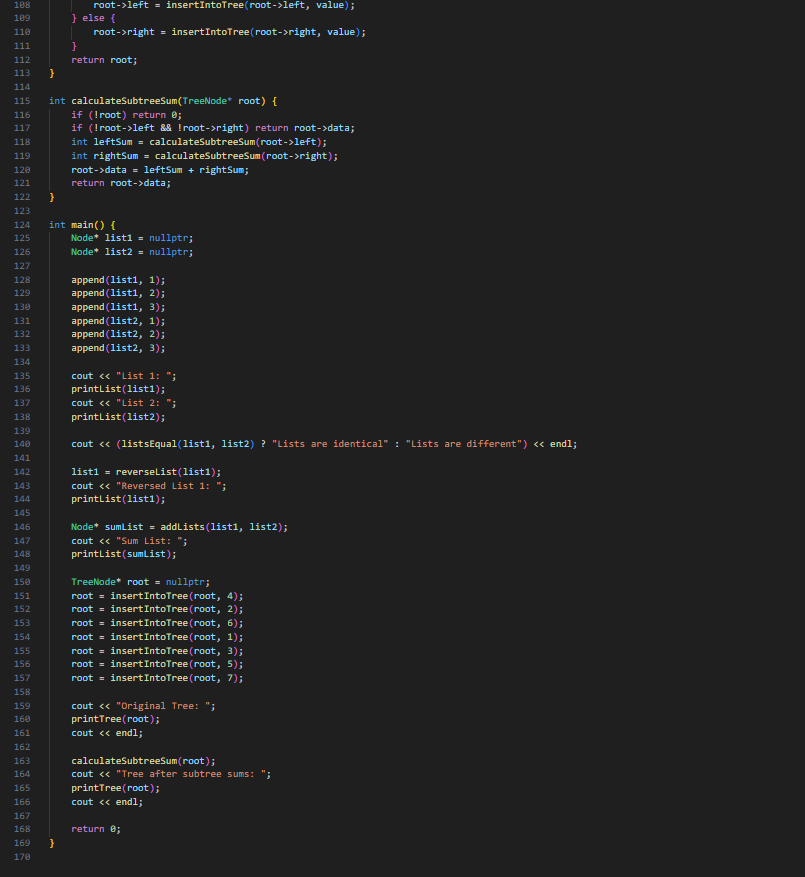 108 root->left = insertIntoTree(root->left, value);
109 } else {
110 root->right = insertIntoTree(root->right, value);
111 }
112 return root;
113 }
114
115 int calculateSubtreeSum(TreeNode* root) {
116 if (!root) return 0;
117 if (!root->left && !root->right) return root->data;
118 int leftSum = calculateSubtreeSum(root->left);
119 int rightSum = calculateSubtreeSum(root->right);
120 root->data = leftSum + rightSum;
121 return root->data;
122 }
123
124 int main() {
125 Node* list1 = nullptr;
126 Node* list2 = nullptr;
127
128 append(list1, 1);
129 append(list1, 2);
130 append(list1, 3);
131 append(list2, 1);
132 append(list2, 2);
133 append(list2, 3);
134
135 cout << "List 1: ";
136 printList(list1);
137 cout << "List 2: ";
138 printList(list2);
139
140 cout << (listsEqual(list1, list2) ? "Lists are identical" : "Lists are different") << endl;
141
142 list1 = reverseList(list1);
143 cout << "Reversed List 1: ";
144 printList(list1);
145
146 Node* sumList = addLists(list1, list2);
147 cout << "Sum List: ";
148 printList(sumList);
149
150 TreeNode* root = nullptr;
151 root = insertIntoTree(root, 4);
152 root = insertIntoTree(root, 2);
153 root = insertIntoTree(root, 6);
154 root = insertIntoTree(root, 1);
155 root = insertIntoTree(root, 3);
156 root = insertIntoTree(root, 5);
157 root = insertIntoTree(root, 7);
158
159 cout << "Original Tree: ";
160 printTree(root);
161 cout << endl;
162
163 calculateSubtreeSum(root);
164 cout << "Tree after subtree sums: ";
165 printTree(root);
166 cout << endl;
167
168 return 0;
169 }
170